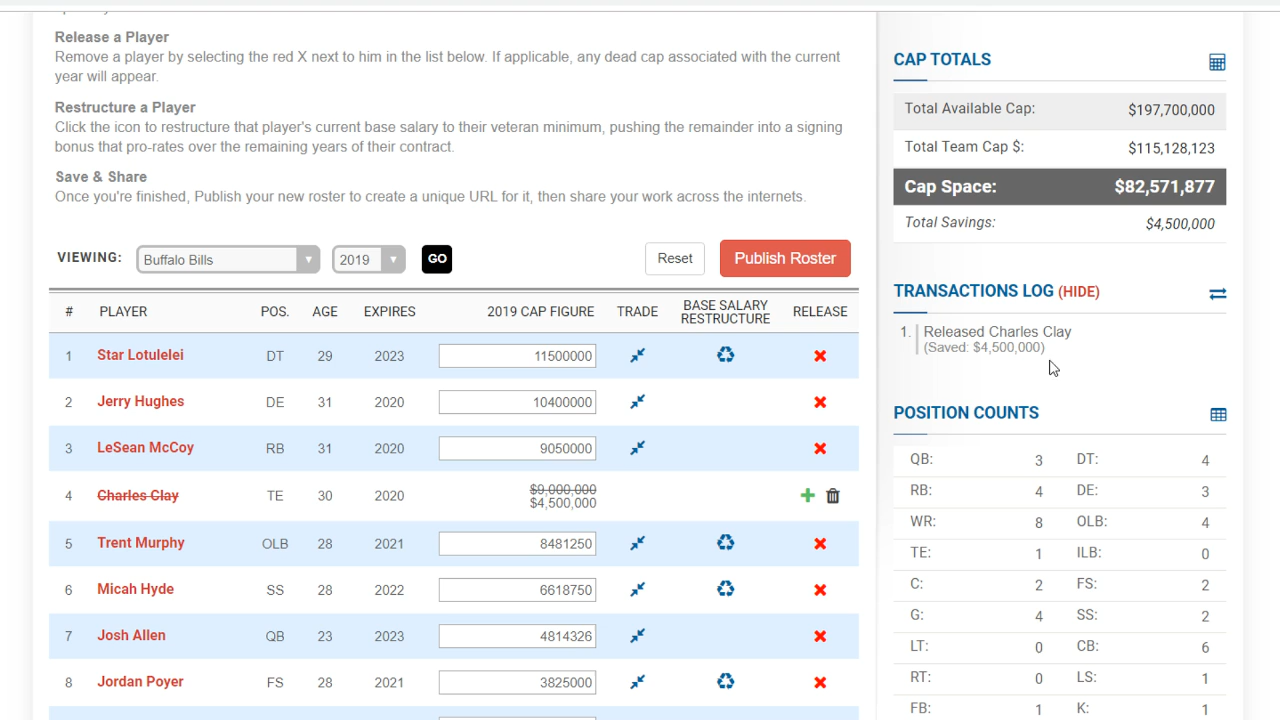 Release a Player
Remove a player by selecting the red X next to him in the list below. If applicable, any dead cap associated with the current
year will appear.
Restructure a Player
Click the icon to restructure that player's current base salary to their veteran minimum, pushing the remainder into a signing
bonus that pro-rates over the remaining years of their contract.
Save & Share
Once you're finished, Publish your new roster to create a unique URL for it, then share your work across the internets.
VIEWING: Buffalo Bills 2019 GO Reset Publish Roster
# PLAYER POS. AGE EXPIRES 2019 CAP FIGURE TRADE BASE SALARY RESTRUCTURE RELEASE
1 Star Lotulelei DT 29 2023 11500000
2 Jerry Hughes DE 31 2020 10400000
3 LeSean McCoy RB 31 2020 9050000
4 Charles Clay TE 30 2020 $9,000,000
$4,500,000
5 Trent Murphy OLB 28 2021 8481250
6 Micah Hyde SS 28 2022 6618750
7 Josh Allen QB 23 2023 4814326
8 Jordan Poyer FS 28 2021 3825000
CAP TOTALS
Total Available Cap: $197,700,000
Total Team Cap $: $115,128,123
Cap Space: $82,571,877
Total Savings: $4,500,000
TRANSACTIONS LOG (HIDE)
1. Released Charles Clay
(Saved: $4,500,000)
POSITION COUNTS
QB: 3 DT: 4
RB: 4 DE: 3
WR: 8 OLB: 4
TE: 1 ILB: 0
C: 2 FS: 2
G: 4 SS: 2
LT: 0 CB: 6
RT: 0 LS: 1
FB: 1 K: 1